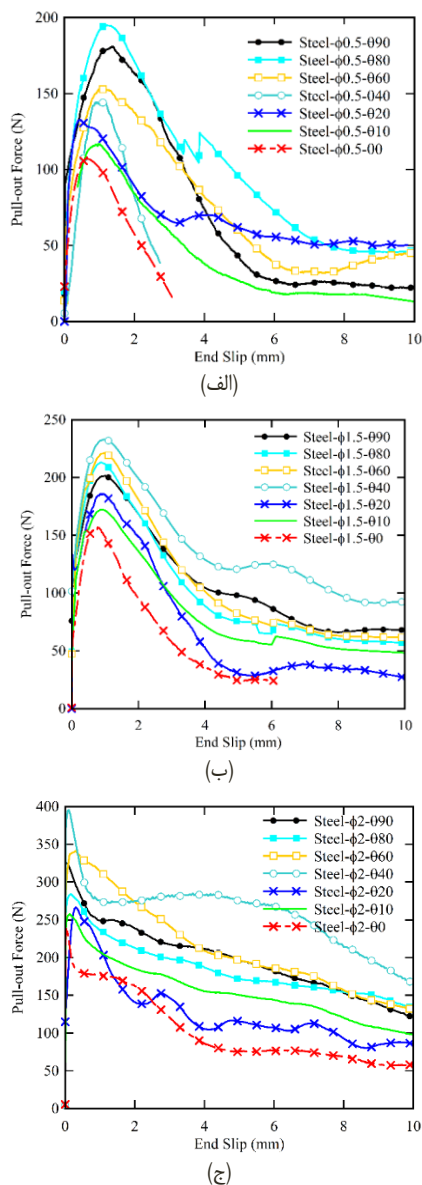 200
150
100
50
0
Pull-out Force (N)
Steel-ϕ0.5-θ90
Steel-ϕ0.5-θ80
Steel-ϕ0.5-θ60
Steel-ϕ0.5-θ40
Steel-ϕ0.5-θ20
Steel-ϕ0.5-θ10
Steel-ϕ0.5-θ0
0 2 4 6 8 10
End Slip (mm)
(الف)
250
200
150
100
50
0
Pull-out Force (N)
Steel-ϕ1.5-θ90
Steel-ϕ1.5-θ80
Steel-ϕ1.5-θ60
Steel-ϕ1.5-θ40
Steel-ϕ1.5-θ20
Steel-ϕ1.5-θ10
Steel-ϕ1.5-θ0
0 2 4 6 8 10
End Slip (mm)
(ب)
400
350
300
250
200
150
100
50
0
Pull-out Force (N)
Steel-ϕ2-θ90
Steel-ϕ2-θ80
Steel-ϕ2-θ60
Steel-ϕ2-θ40
Steel-ϕ2-θ20
Steel-ϕ2-θ10
Steel-ϕ2-θ0
0 2 4 6 8 10
End Slip (mm)
(ج)